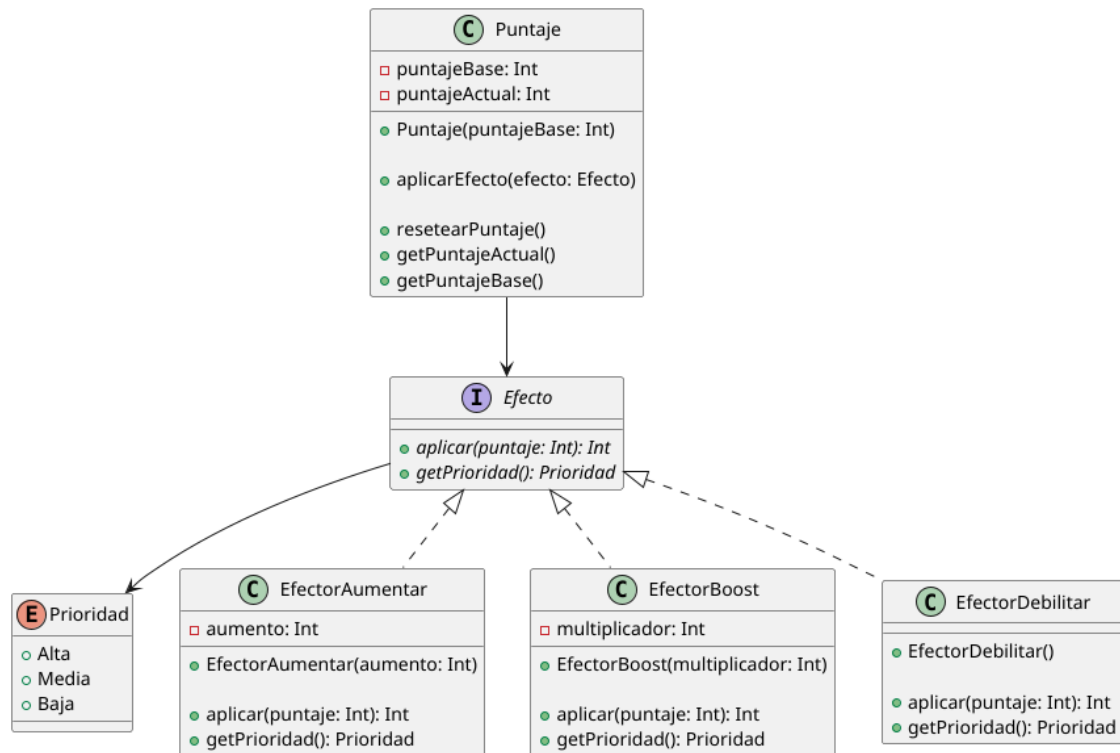 C Puntaje
puntajeBase: Int
puntajeActual: Int
Puntaje(puntajeBase: Int)
aplicarEfecto(efecto: Efecto)
resetearPuntaje()
getPuntajeActual()
getPuntajeBase()
I Efecto
aplicar(puntaje: Int): Int
getPrioridad(): Prioridad
E Prioridad
Alta
Media
Baja
C EfectorAumentar
aumento: Int
EfectorAumentar(aumento: Int)
aplicar(puntaje: Int): Int
getPrioridad(): Prioridad
C EfectorBoost
multiplicador: Int
EfectorBoost(multiplicador: Int)
aplicar(puntaje: Int): Int
getPrioridad(): Prioridad
C EfectorDebilitar
EfectorDebilitar()
aplicar(puntaje: Int): Int
getPrioridad(): Prioridad